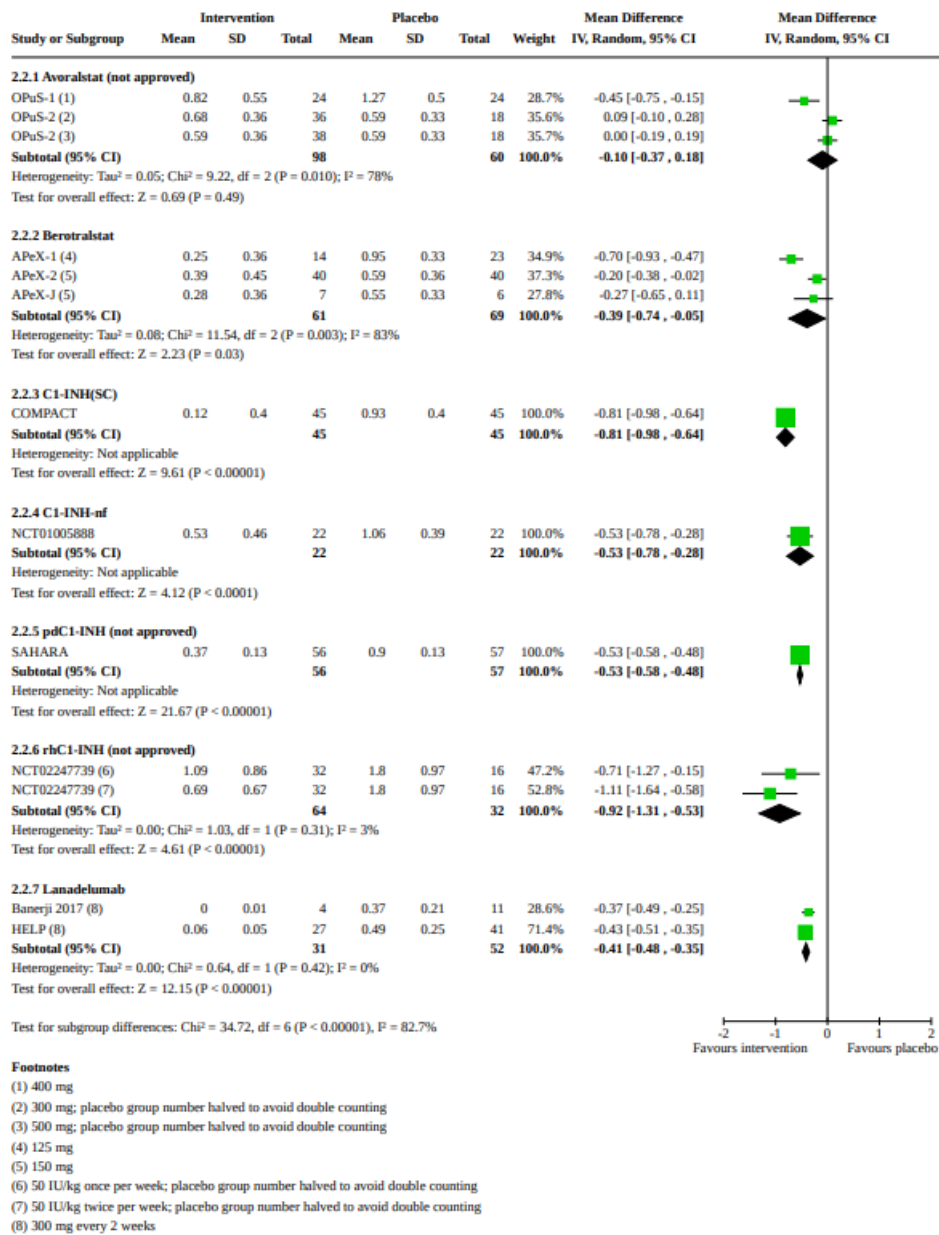 Intervention Placebo Mean Difference Mean Difference
Study or Subgroup Mean SD Total Mean SD Total Weight IV, Random, 95% CI IV, Random, 95% CI
2.2.1 Avoralstat (not approved)
OPuS-1 (1) 0.82 0.55 24 1.27 0.5 24 28.7% -0.45 [-0.75 , -0.15]
OPuS-2 (2) 0.68 0.36 36 0.59 0.33 18 35.6% 0.09 [-0.10 , 0.28]
OPuS-2 (3) 0.59 0.36 38 0.59 0.33 18 35.7% 0.00 [-0.19 , 0.19]
Subtotal (95% CI) 98 60 100.0% -0.10 [-0.37 , 0.18]
Heterogeneity: Tau² = 0.05; Chi² = 9.22, df = 2 (P = 0.010); I² = 78%
Test for overall effect: Z = 0.69 (P = 0.49)
2.2.2 Berotralstat
APeX-1 (4) 0.25 0.36 14 0.95 0.33 23 34.9% -0.70 [-0.93 , -0.47]
APeX-2 (5) 0.39 0.45 40 0.59 0.36 40 37.3% -0.20 [-0.38 , -0.02]
APeX-J (5) 0.28 0.36 7 0.55 0.33 6 27.8% -0.27 [-0.65 , 0.11]
Subtotal (95% CI) 61 69 100.0% -0.39 [-0.74 , -0.05]
Heterogeneity: Tau² = 0.08; Chi² = 11.54, df = 2 (P = 0.003); I² = 83%
Test for overall effect: Z = 2.23 (P = 0.03)
2.2.3 C1-INH(SC)
COMPACT 0.12 0.4 45 0.93 0.4 45 100.0% -0.81 [-0.98 , -0.64]
Subtotal (95% CI) 45 45 100.0% -0.81 [-0.98 , -0.64]
Heterogeneity: Not applicable
Test for overall effect: Z = 9.61 (P < 0.00001)
2.2.4 C1-INH-nf
NCT01005888 0.53 0.46 22 1.06 0.39 22 100.0% -0.53 [-0.78 , -0.28]
Subtotal (95% CI) 22 22 100.0% -0.53 [-0.78 , -0.28]
Heterogeneity: Not applicable
Test for overall effect: Z = 4.12 (P < 0.0001)
2.2.5 pdC1-INH (not approved)
SAHARA 0.37 0.13 56 0.9 0.13 57 100.0% -0.53 [-0.58 , -0.48]
Subtotal (95% CI) 56 57 100.0% -0.53 [-0.58 , -0.48]
Heterogeneity: Not applicable
Test for overall effect: Z = 21.67 (P < 0.00001)
2.2.6 rhC1-INH (not approved)
NCT02247739 (6) 1.09 0.86 32 1.8 0.97 16 47.2% -0.71 [-1.27 , -0.15]
NCT02247739 (7) 0.69 0.67 32 1.8 0.97 16 52.8% -1.11 [-1.64 , -0.58]
Subtotal (95% CI) 64 32 100.0% -0.92 [-1.31 , -0.53]
Heterogeneity: Tau² = 0.00; Chi² = 1.03, df = 1 (P = 0.31); I² = 3%
Test for overall effect: Z = 4.61 (P < 0.00001)
2.2.7 Lanadelumab
Banerji 2017 (8) 0 0.01 4 0.37 0.21 11 28.6% -0.37 [-0.49 , -0.25]
HELP (8) 0.06 0.05 27 0.49 0.25 41 71.4% -0.43 [-0.51 , -0.35]
Subtotal (95% CI) 31 52 100.0% -0.41 [-0.48 , -0.35]
Heterogeneity: Tau² = 0.00; Chi² = 0.64, df = 1 (P = 0.42); I² = 0%
Test for overall effect: Z = 12.15 (P < 0.00001)
Test for subgroup differences: Chi² = 34.72, df = 6 (P < 0.00001), I² = 82.7%
-2 -1 0 1 2
Favours intervention Favours placebo
Footnotes
(1) 400 mg
(2) 300 mg; placebo group number halved to avoid double counting
(3) 500 mg; placebo group number halved to avoid double counting
(4) 125 mg
(5) 150 mg
(6) 50 IU/kg once per week; placebo group number halved to avoid double counting
(7) 50 IU/kg twice per week; placebo group number halved to avoid double counting
(8) 300 mg every 2 weeks